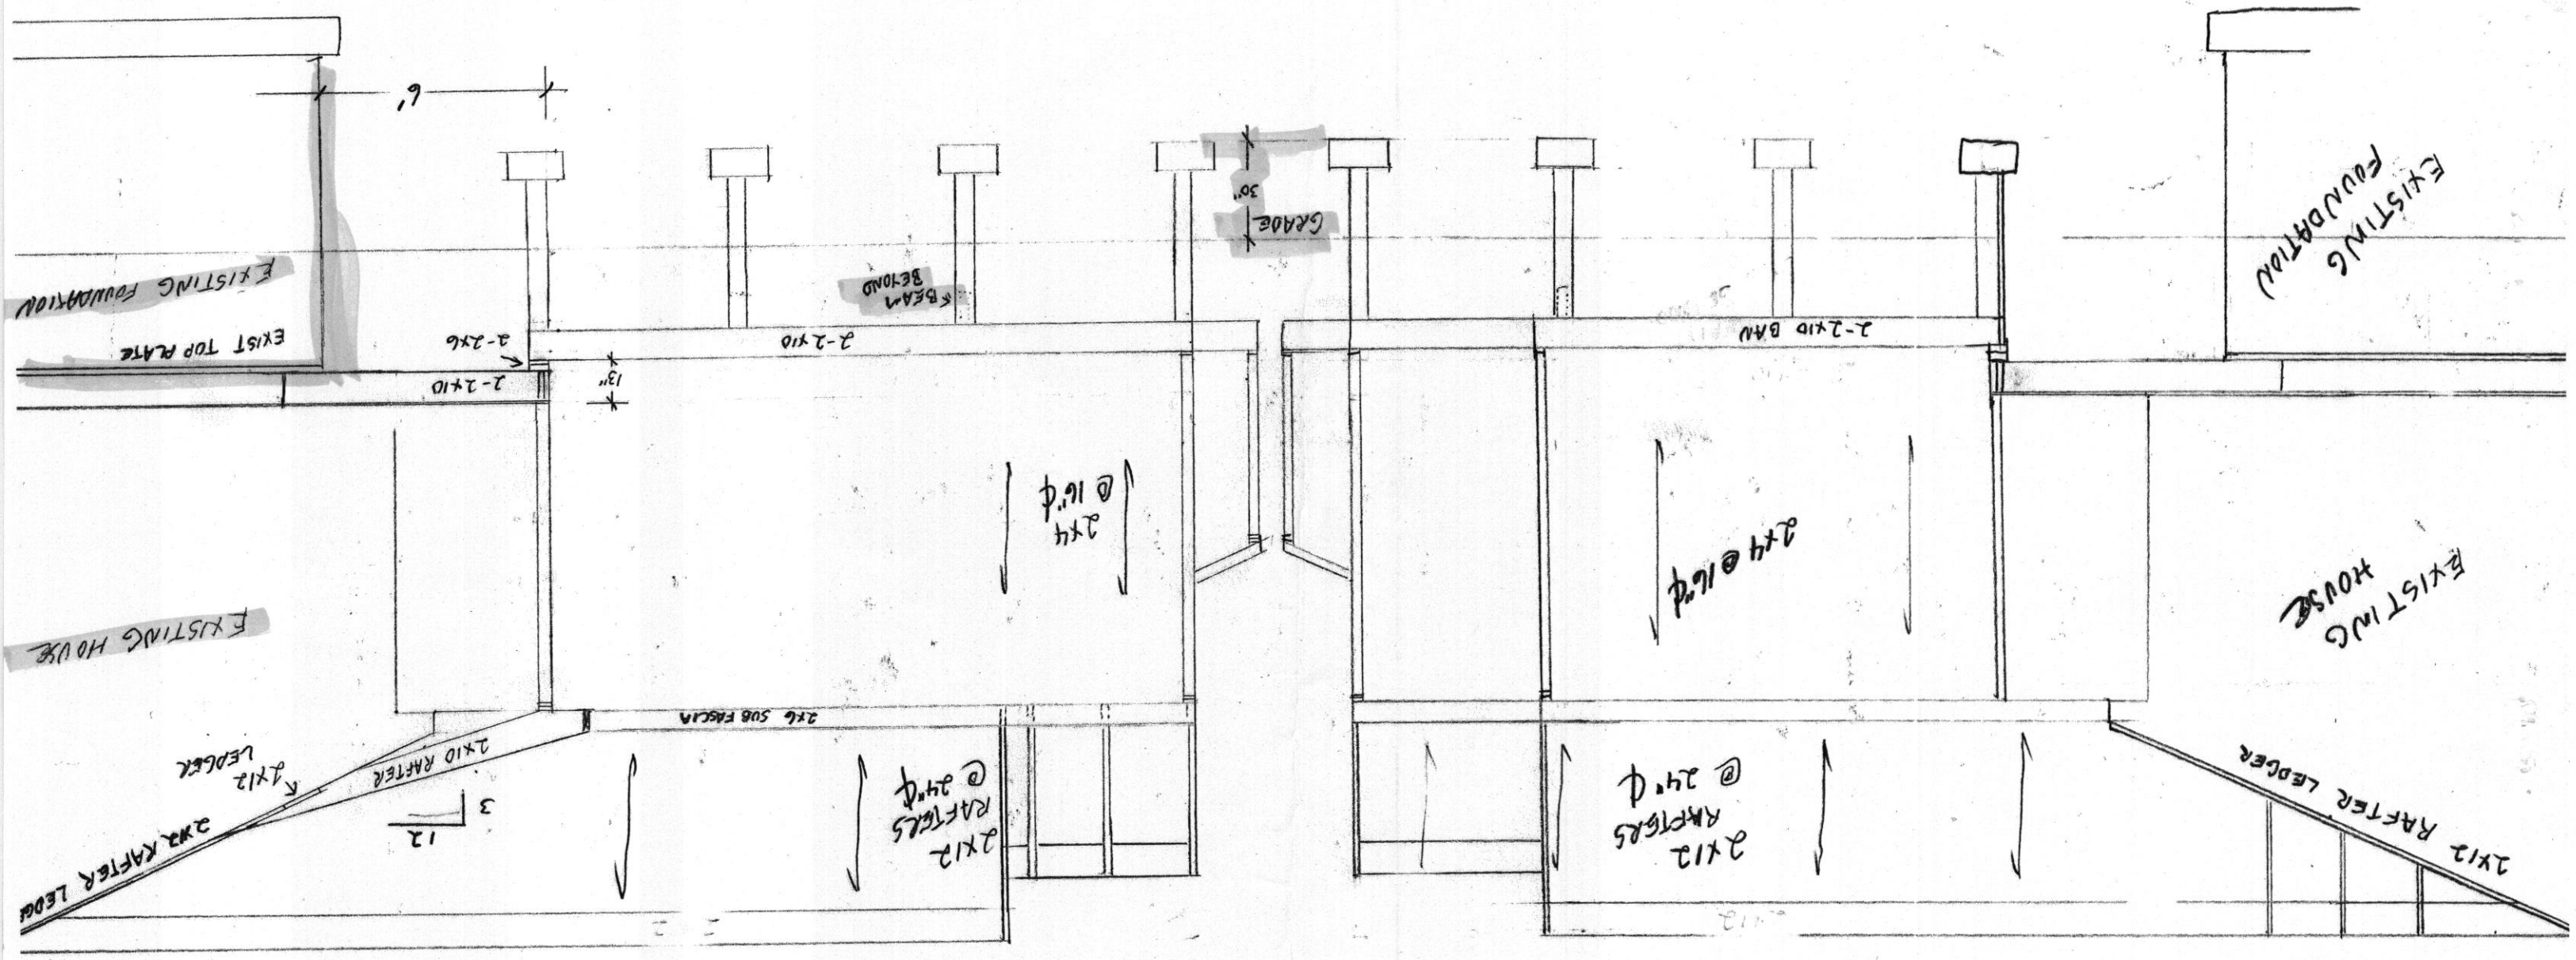 2x12 RAFTER LEDGER
2x12
RAFTERS
@ 24"℄
2x12
RAFTERS
@ 24"℄
12
3
2x12 RAFTER
2x10 RAFTER
2x12
LEDGER
2x6 SUB FASCIA
EXISTING
HOUSE
2x4 @ 16"℄
2x4
@ 16"℄
EXISTING HOUSE
13"
2-2x10
2-2x6
EXIST TOP PLATE
2-2x10 BAN
2-2x10
EXISTING
FOUNDATION
BEAM
BEYOND
EXISTING FOUNDATION
GRADE
30"
6'